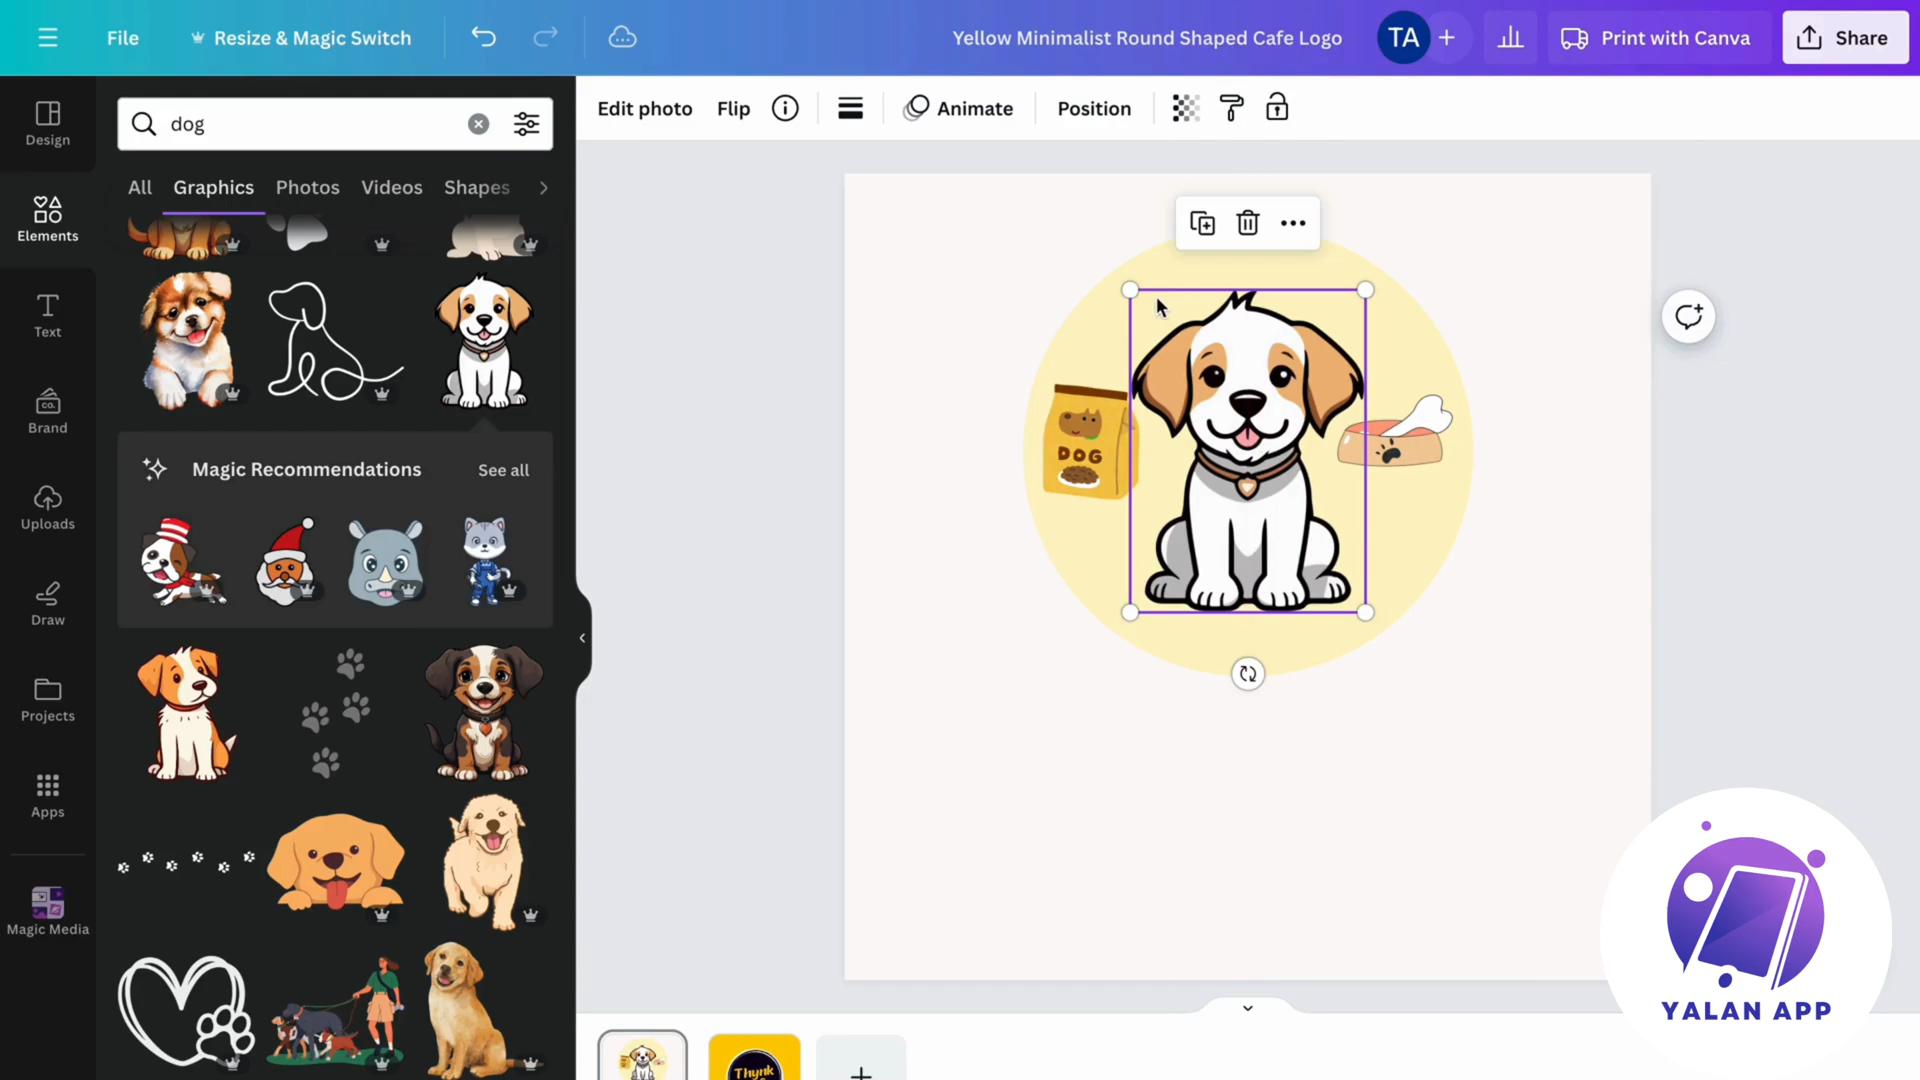 File
Resize & Magic Switch
Yellow Minimalist Round Shaped Cafe Logo
TA
Print with Canva
Share
Design
Elements
Text
CO.
Brand
Uploads
Draw
Projects
Apps
Magic Media
dog
All
Graphics
Photos
Videos
Shapes
Magic Recommendations
See all
Edit photo
Flip
Animate
Position
DOG
Thynk
YALAN APP